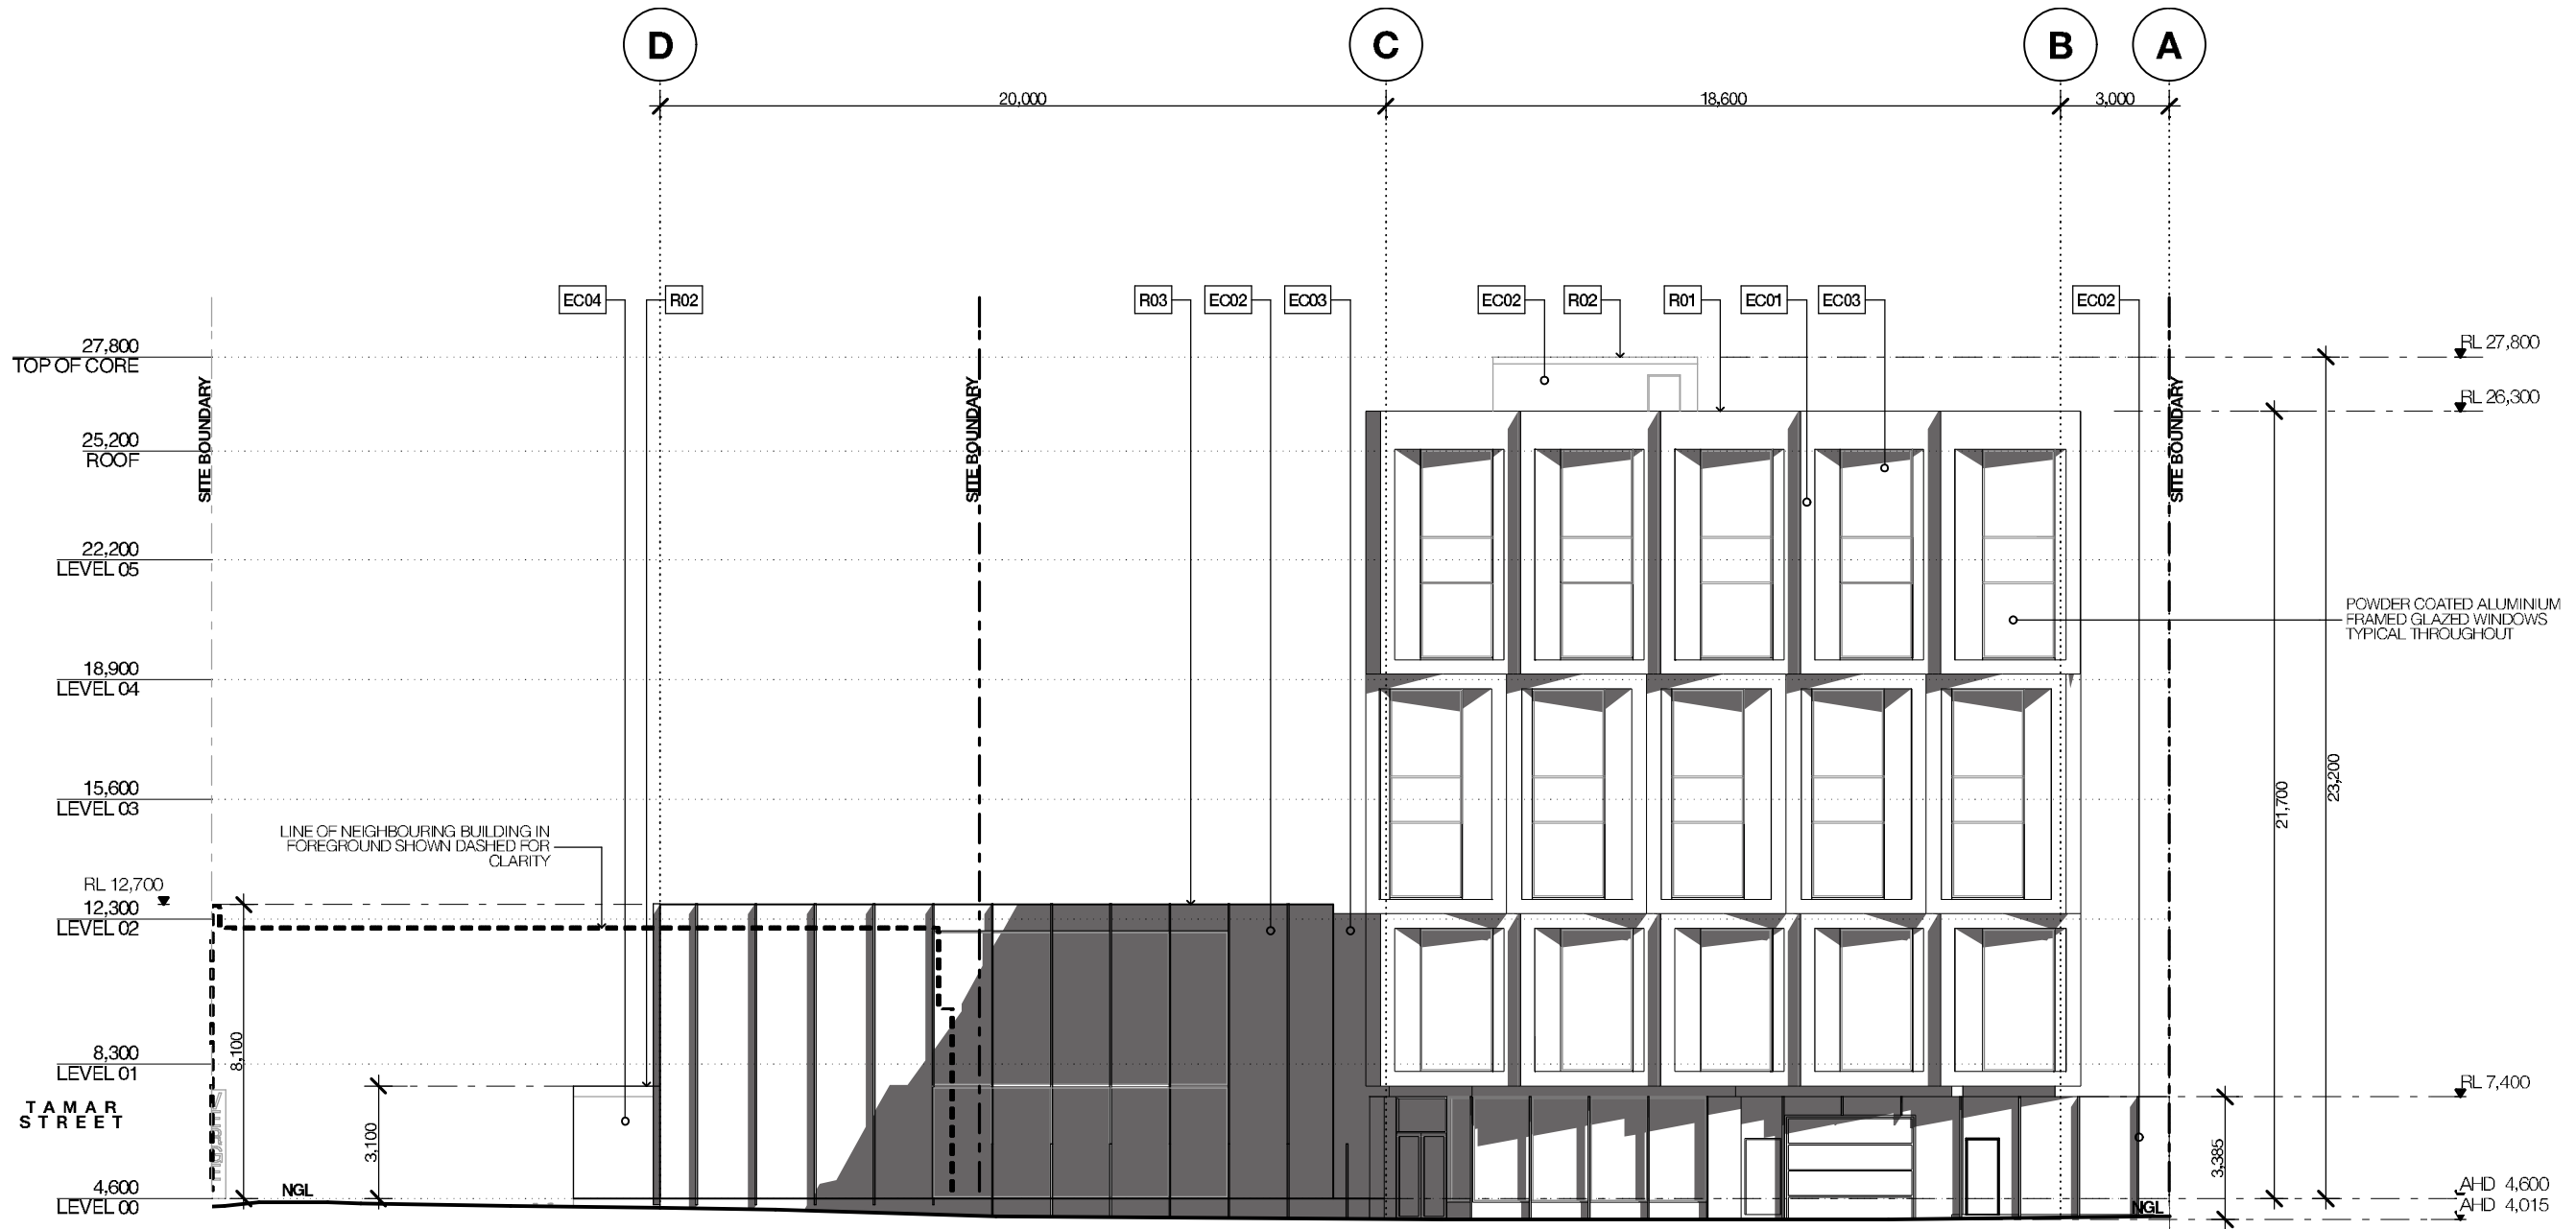 D
C
B
A
20,000
18,600
3,000
EC04
R02
R03
EC02
EC03
EC02
R02
R01
EC01
EC03
EC02
27,800
TOP OF CORE
RL 27,800
SITE BOUNDARY
SITE BOUNDARY
SITE BOUNDARY
RL 26,300
25,200
ROOF
22,200
LEVEL 05
POWDER COATED ALUMINIUM
FRAMED GLAZED WINDOWS
TYPICAL THROUGHOUT
18,900
LEVEL 04
15,600
LEVEL 03
21,700
23,200
LINE OF NEIGHBOURING BUILDING IN
FOREGROUND SHOWN DASHED FOR
CLARITY
RL 12,700
12,300
LEVEL 02
8,100
8,300
LEVEL 01
RL 7,400
TAMAR
STREET
3,100
3,385
4,600
LEVEL 00
NGL
NGL
AHD 4,600
AHD 4,015